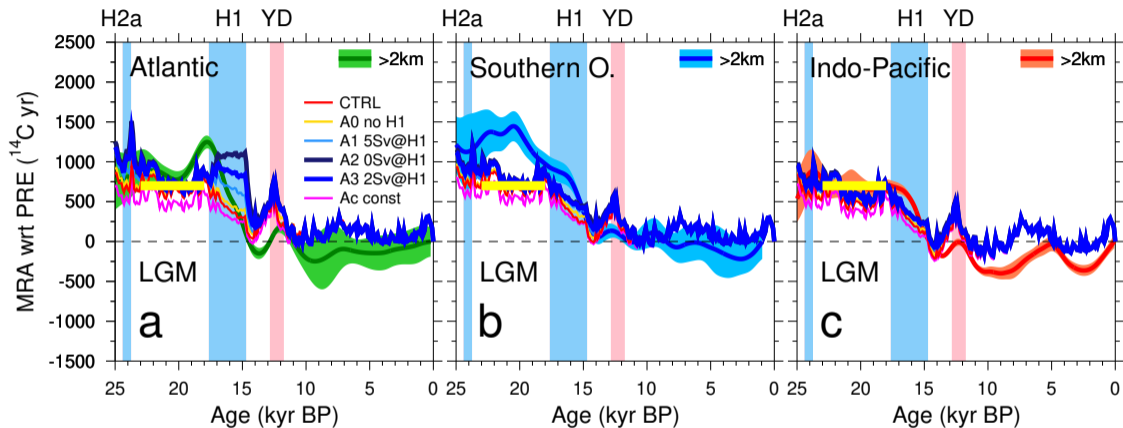 H2a H1 YD H2a H1 YD H2a H1 YD
MRA wrt PRE (¹⁴C yr)
2500
2000
1500
1000
500
0
-500
-1000
-1500
Atlantic
>2km
CTRL
A0 no H1
A1 5Sv@H1
A2 0Sv@H1
A3 2Sv@H1
Ac const
LGM
a
25 20 15 10 5 0
Age (kyr BP)
Southern O.
>2km
LGM
b
25 20 15 10 5 0
Age (kyr BP)
Indo-Pacific
>2km
LGM
c
25 20 15 10 5 0
Age (kyr BP)